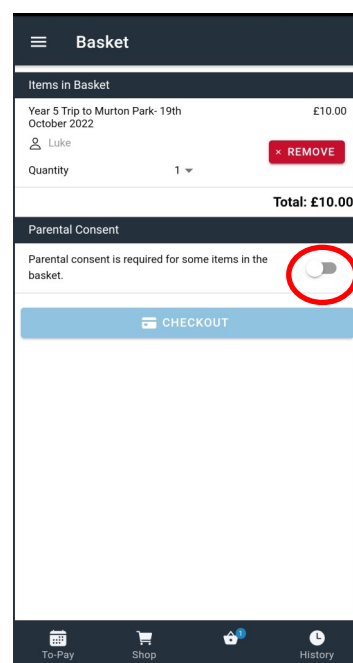 Basket
Items in Basket
Year 5 Trip to Murton Park- 19th £10.00
October 2022
Luke
× REMOVE
Quantity 1
Total: £10.00
Parental Consent
Parental consent is required for some items in the
basket.
CHECKOUT
1
To-Pay Shop History